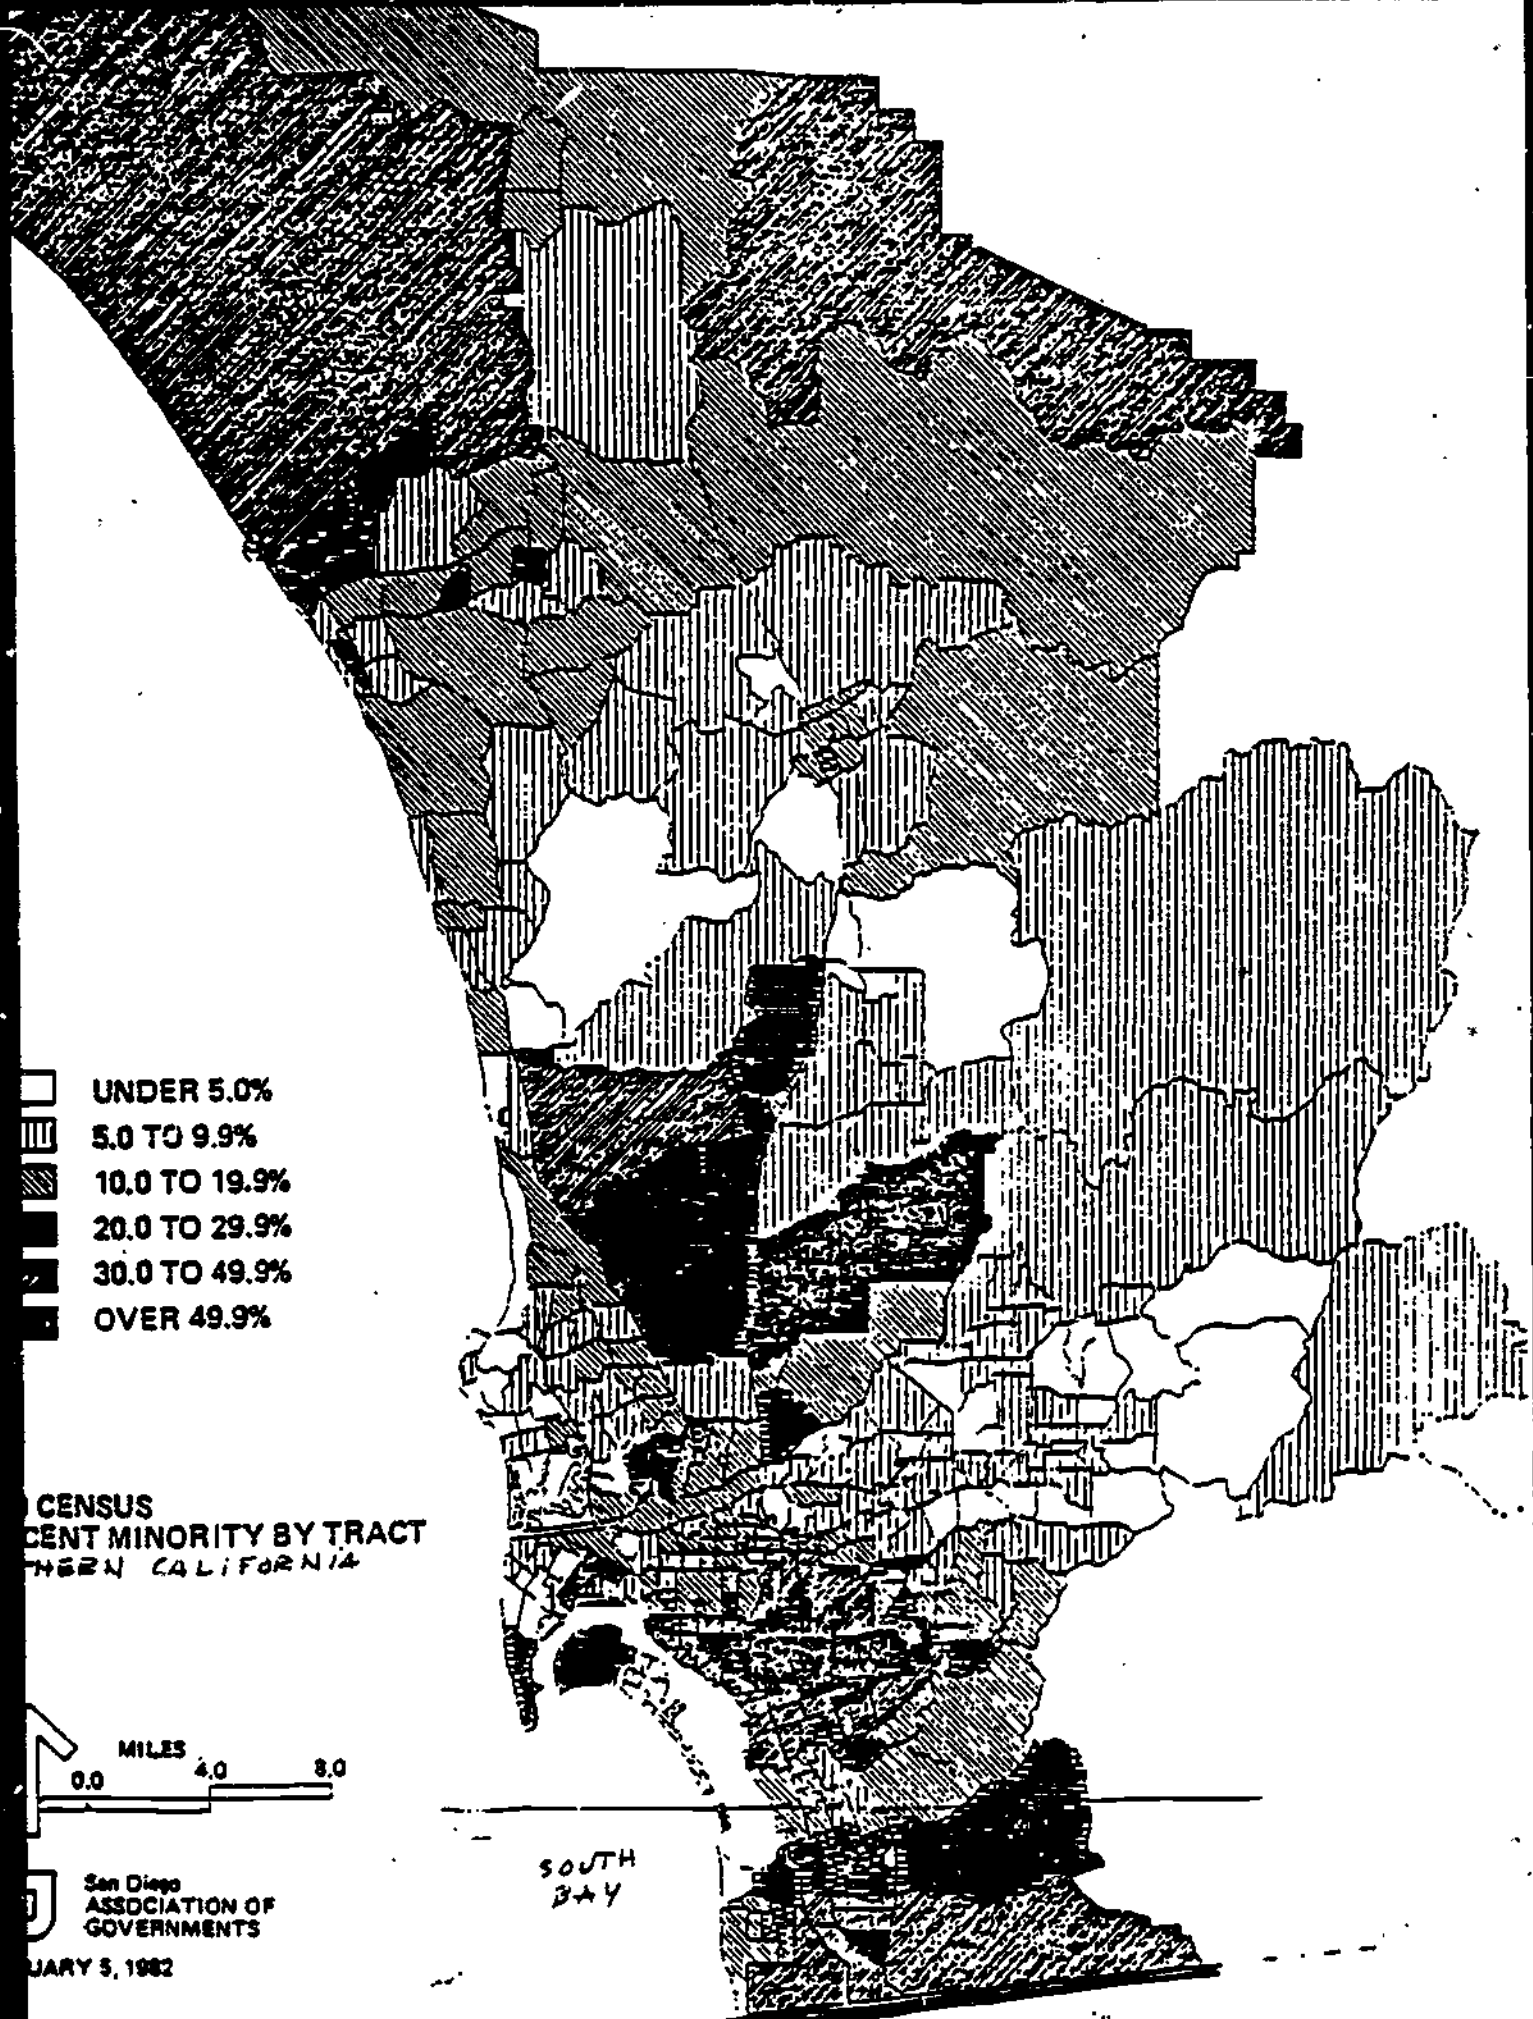 UNDER 5.0%
5.0 TO 9.9%
10.0 TO 19.9%
20.0 TO 29.9%
30.0 TO 49.9%
OVER 49.9%
CENSUS
CENT MINORITY BY TRACT
THERN CALIFORNIA
MILES
0.0 4.0 8.0
SOUTH
BAY
San Diego
ASSOCIATION OF
GOVERNMENTS
UARY 5, 1982